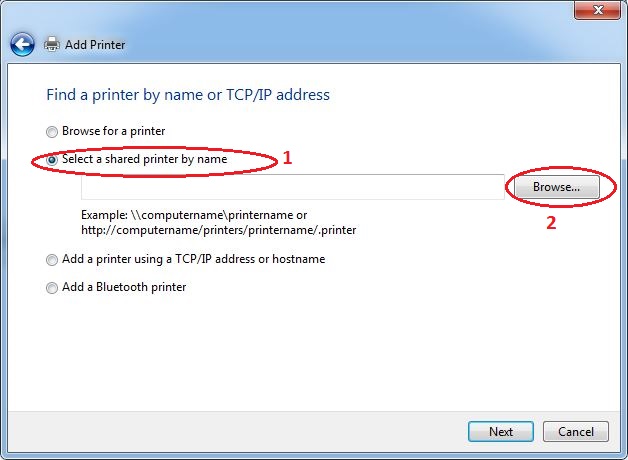 Add Printer
Find a printer by name or TCP/IP address
Browse for a printer
Select a shared printer by name 1
Browse...
2
Example: \\computername\printername or
http://computername/printers/printername/.printer
Add a printer using a TCP/IP address or hostname
Add a Bluetooth printer
Next Cancel